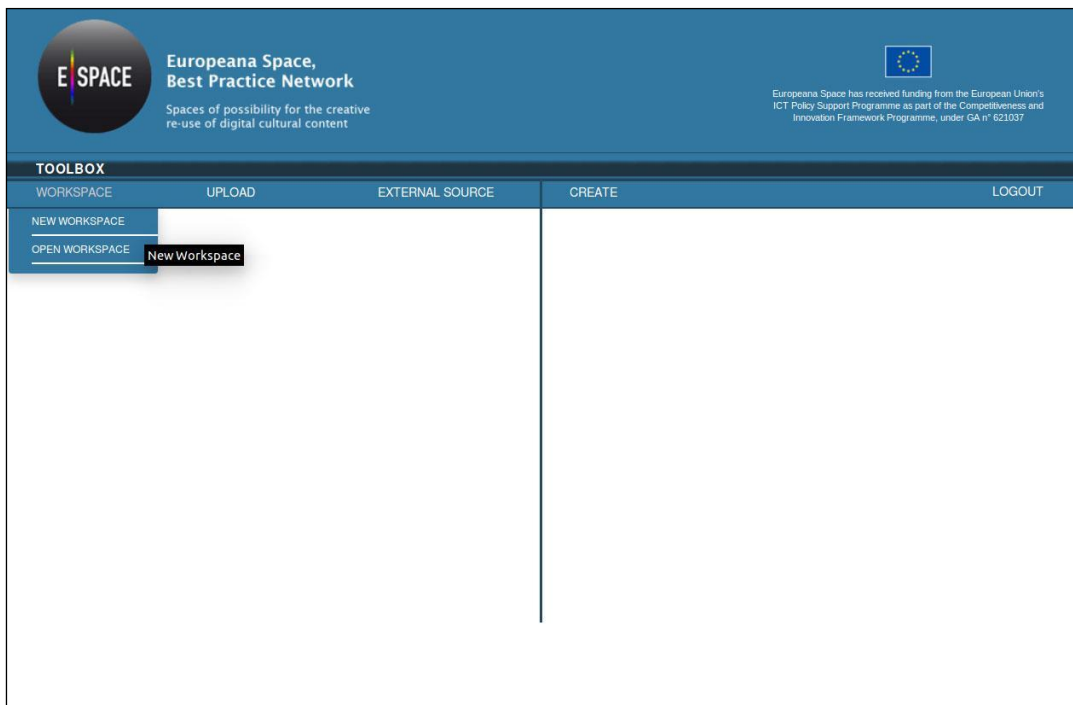 E SPACE
Europeana Space,
Best Practice Network
Spaces of possibility for the creative
re-use of digital cultural content
Europeana Space has received funding from the European Union's
ICT Policy Support Programme as part of the Competitiveness and
Innovation Framework Programme, under GA n° 621037
TOOLBOX
WORKSPACE UPLOAD EXTERNAL SOURCE CREATE LOGOUT
NEW WORKSPACE
OPEN WORKSPACE
New Workspace